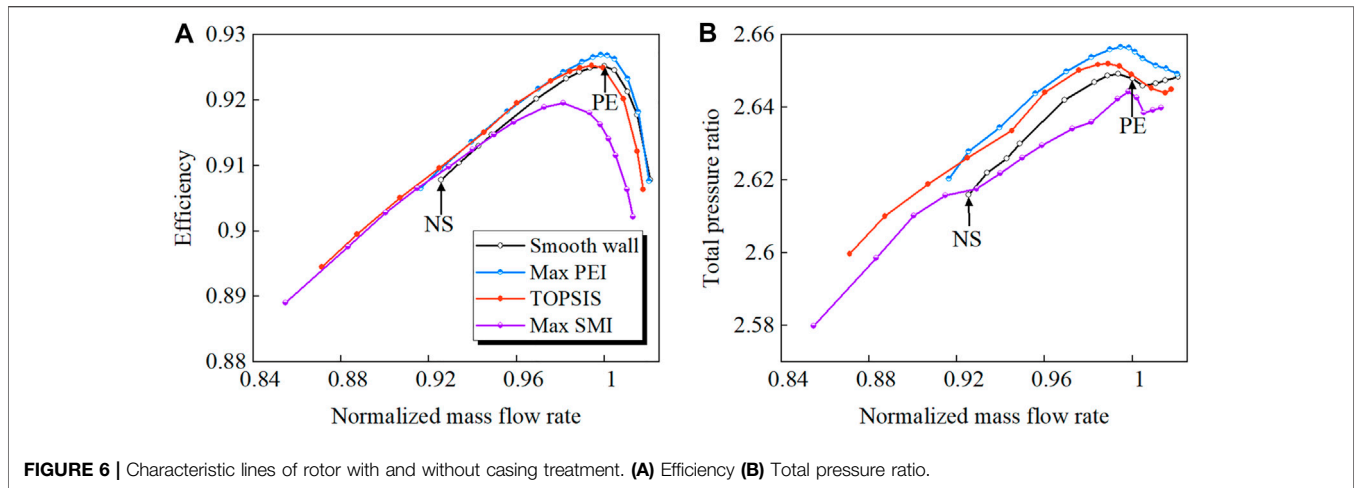 A
0.93
0.92
0.91
0.9
0.89
0.88
Efficiency
PE
NS
Smooth wall
Max PEI
TOPSIS
Max SMI
0.84 0.88 0.92 0.96 1
Normalized mass flow rate
B
2.66
2.64
2.62
2.6
2.58
Total pressure ratio
PE
NS
0.84 0.88 0.92 0.96 1
Normalized mass flow rate
FIGURE 6 | Characteristic lines of rotor with and without casing treatment. (A) Efficiency (B) Total pressure ratio.